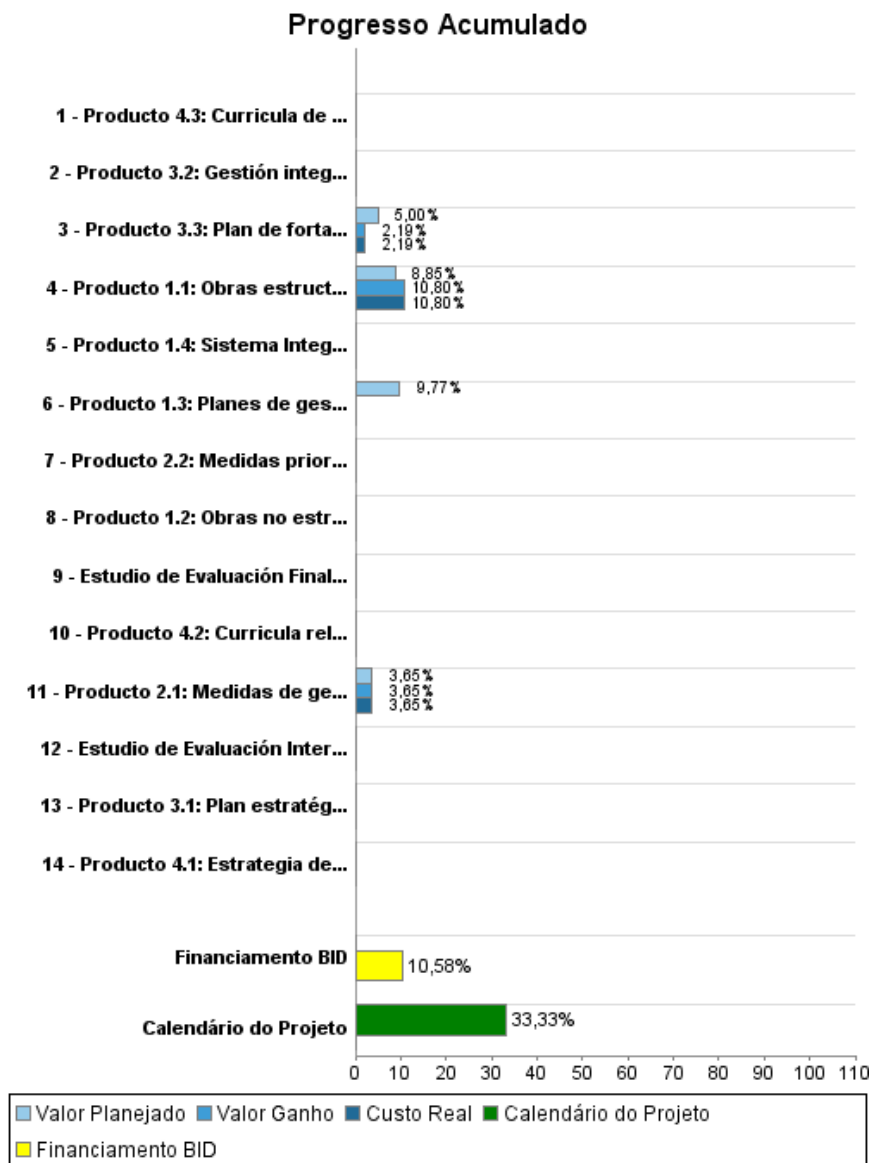 Progresso Acumulado
1 - Producto 4.3: Curricula de ...
2 - Producto 3.2: Gestión integ...
5,00%
3 - Producto 3.3: Plan de forta...
2,19%
2,19%
8,85%
4 - Producto 1.1: Obras estruct...
10,80%
10,80%
5 - Producto 1.4: Sistema Integ...
9,77%
6 - Producto 1.3: Planes de ges...
7 - Producto 2.2: Medidas prior...
8 - Producto 1.2: Obras no estr...
9 - Estudio de Evaluación Final...
10 - Producto 4.2: Curricula rel...
3,65%
11 - Producto 2.1: Medidas de ge...
3,65%
3,65%
12 - Estudio de Evaluación Inter...
13 - Producto 3.1: Plan estratég...
14 - Producto 4.1: Estrategia de...
Financiamento BID
10,58%
Calendário do Projeto
33,33%
0 10 20 30 40 50 60 70 80 90 100 110
Valor Planejado Valor Ganho Custo Real Calendário do Projeto
Financiamento BID